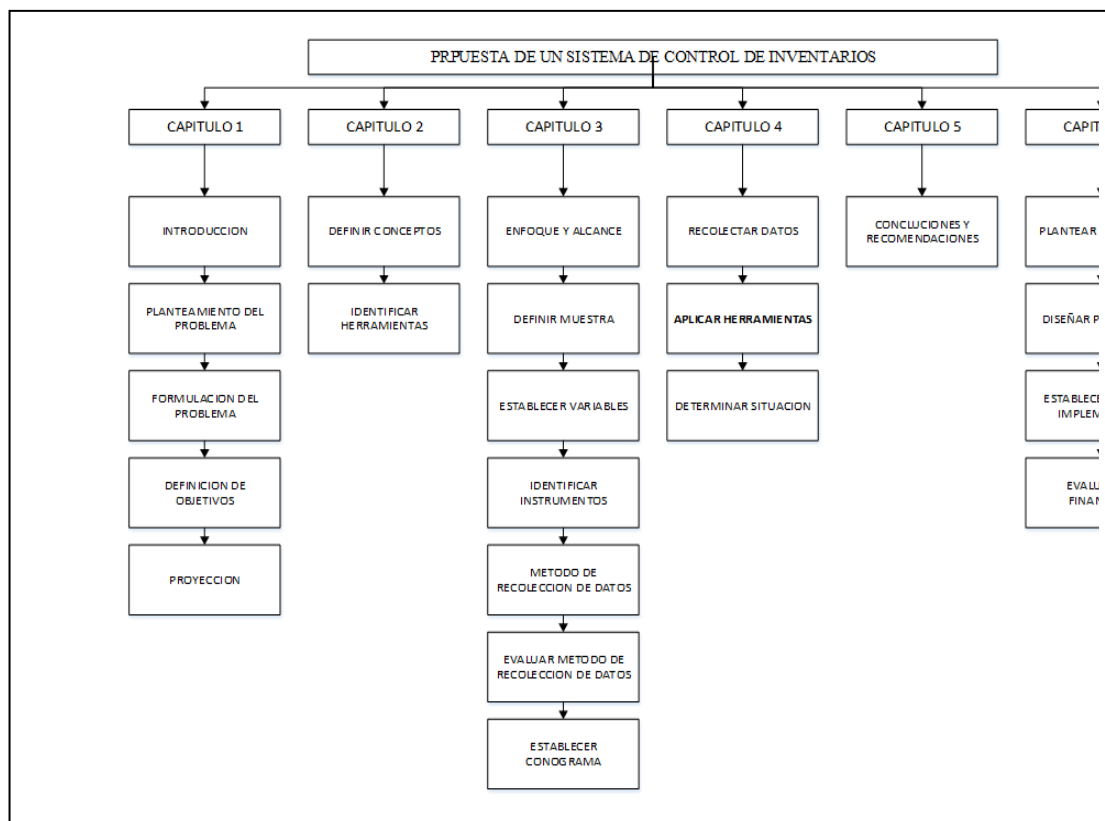 PRPUESTA DE UN SISTEMA DE CONTROL DE INVENTARIOS
CAPITULO 1
CAPITULO 2
CAPITULO 3
CAPITULO 4
CAPITULO 5
INTRODUCCION
PLANTEAMIENTO DEL
PROBLEMA
FORMULACION DEL
PROBLEMA
DEFINICION DE
OBJETIVOS
PROYECCION
DEFINIR CONCEPTOS
IDENTIFICAR
HERRAMIENTAS
ENFOQUE Y ALCANCE
DEFINIR MUESTRA
ESTABLECER VARIABLES
IDENTIFICAR
INSTRUMENTOS
METODO DE
RECOLECCION DE DATOS
EVALUAR METODO DE
RECOLECCION DE DATOS
ESTABLECER
CONOGRAMA
RECOLECTAR DATOS
APLICAR HERRAMIENTAS
DETERMINAR SITUACION
CONCLUCIONES Y
RECOMENDACIONES
PLANTEAR
DISEÑAR